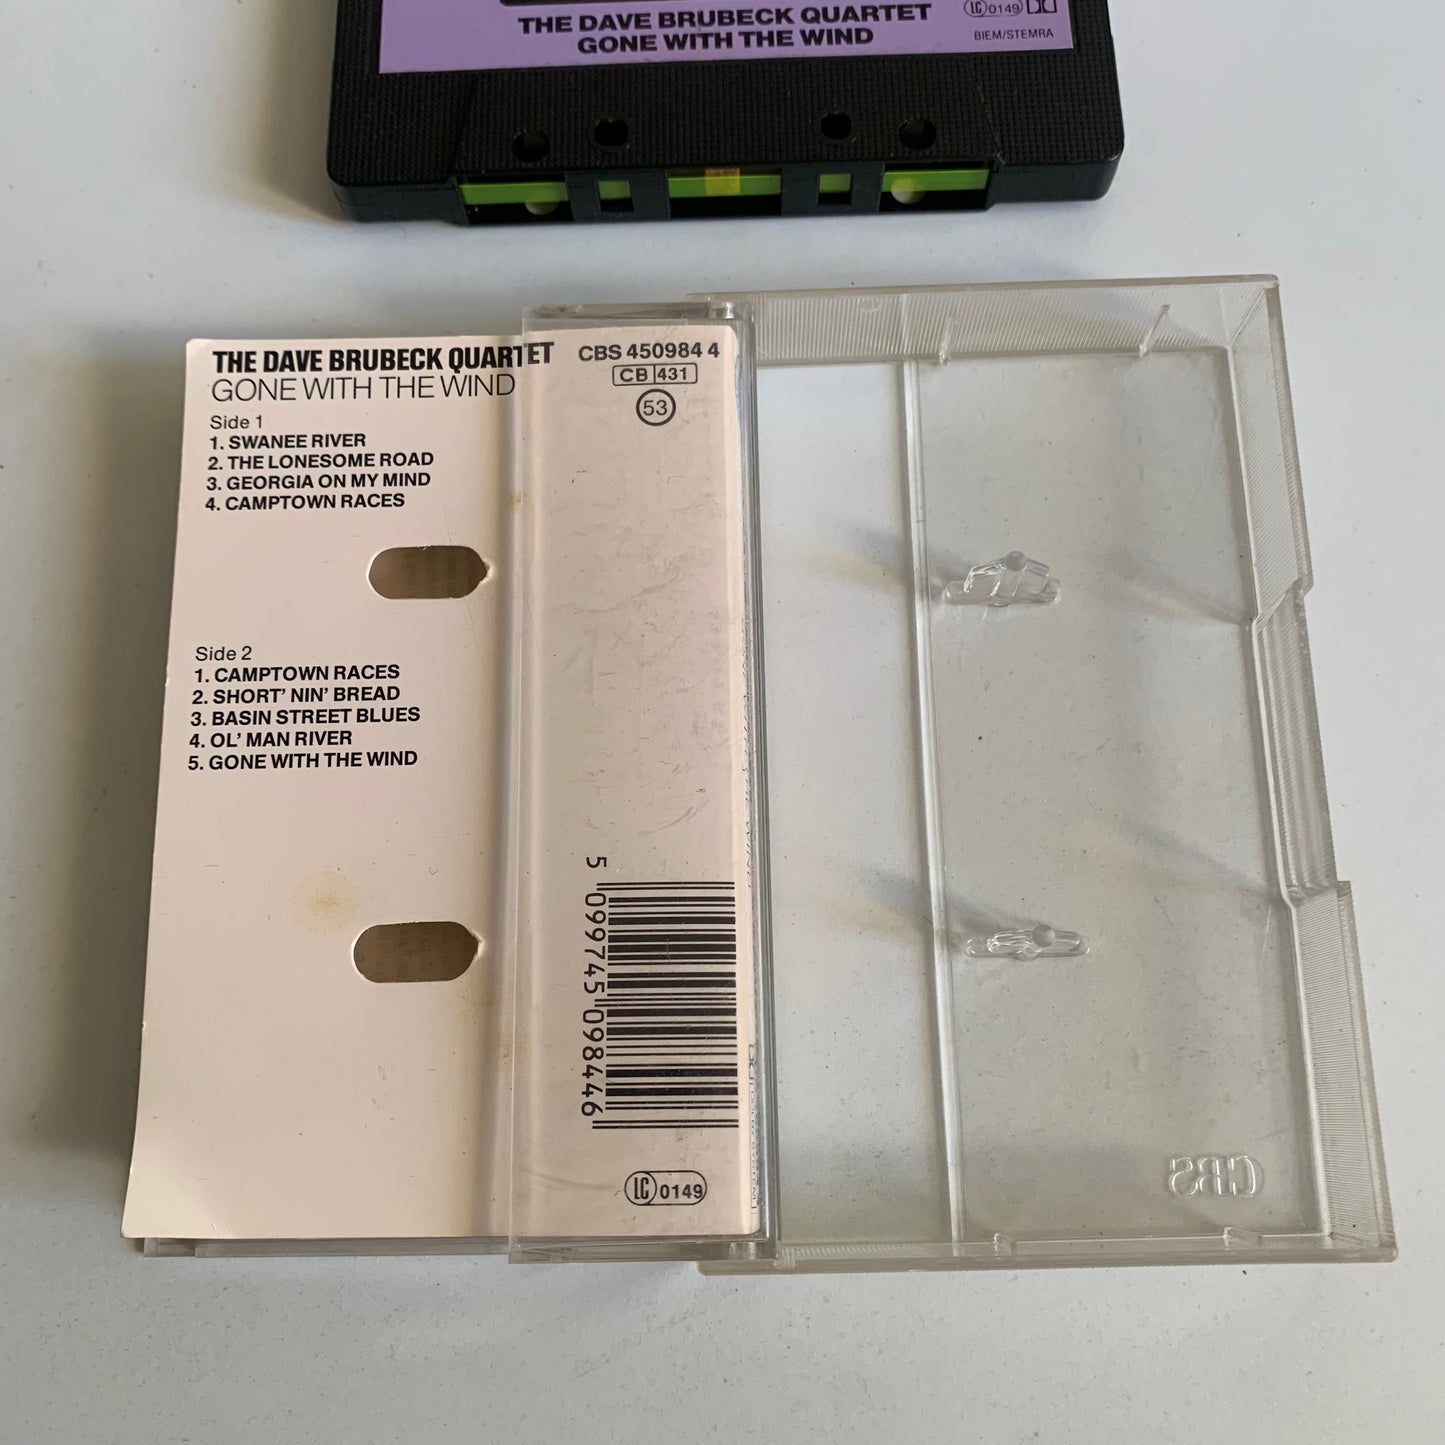 THE DAVE BRUBECK QUARTET
GONE WITH THE WIND
LC 0149
BIEM/STEMRA
THE DAVE BRUBECK QUARTET
GONE WITH THE WIND
Side 1
1. SWANEE RIVER
2. THE LONESOME ROAD
3. GEORGIA ON MY MIND
4. CAMPTOWN RACES
Side 2
1. CAMPTOWN RACES
2. SHORT' NIN' BREAD
3. BASIN STREET BLUES
4. OL' MAN RIVER
5. GONE WITH THE WIND
CBS 450984 4
CB 431
53
5 099745 098446
LC 0149
CBS